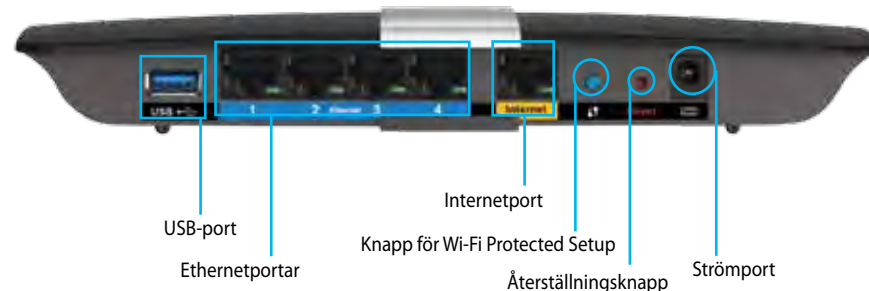 USB
1 2 Ethernet 3 4
Internet
Reset
USB-port
Ethernetportar
Internetport
Knapp för Wi-Fi Protected Setup
Återställningsknapp
Strömport